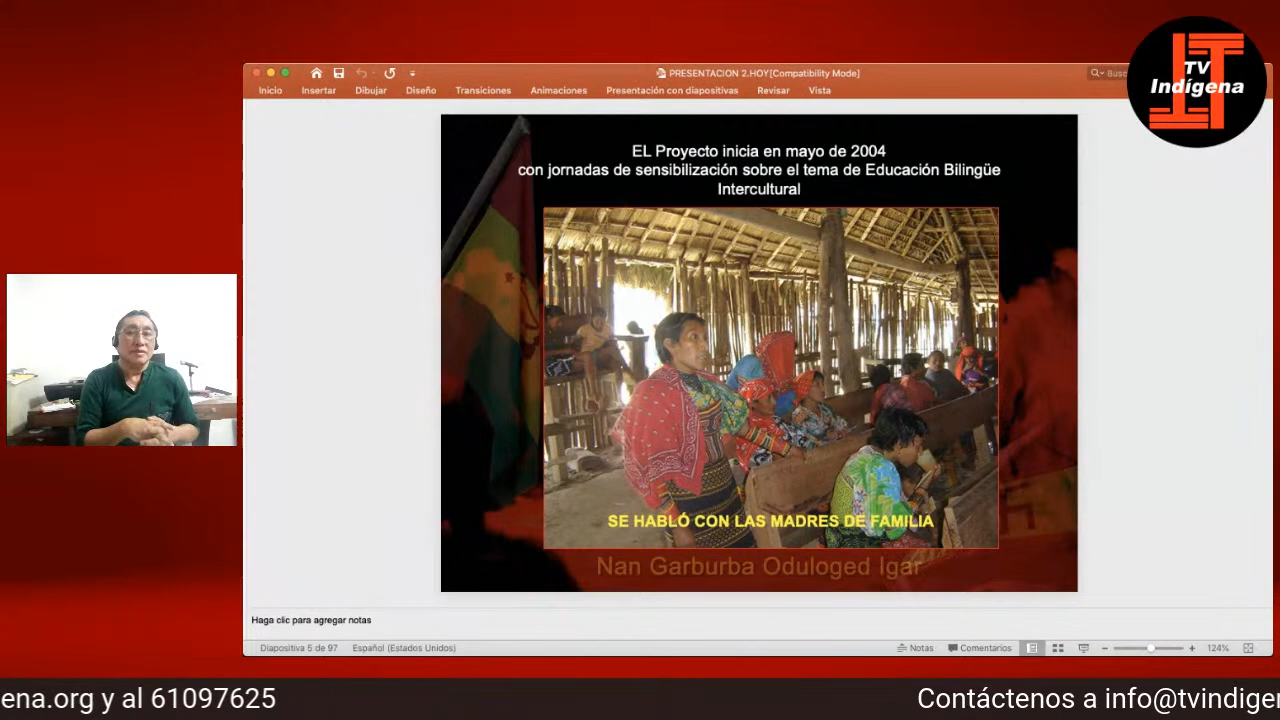 TV
Indígena
PRESENTACION 2.HOY[Compatibility Mode]
Busc
Inicio
Insertar
Dibujar
Diseño
Transiciones
Animaciones
Presentación con diapositivas
Revisar
Vista
EL Proyecto inicia en mayo de 2004
con jornadas de sensibilización sobre el tema de Educación Bilingüe
Intercultural
SE HABLÓ CON LAS MADRES DE FAMILIA
Nan Garburba Oduloged Igar
Haga clic para agregar notas
Diapositiva 5 de 97
Español (Estados Unidos)
Notas
Comentarios
124%
ena.org y al 61097625
Contáctenos a info@tvindiger